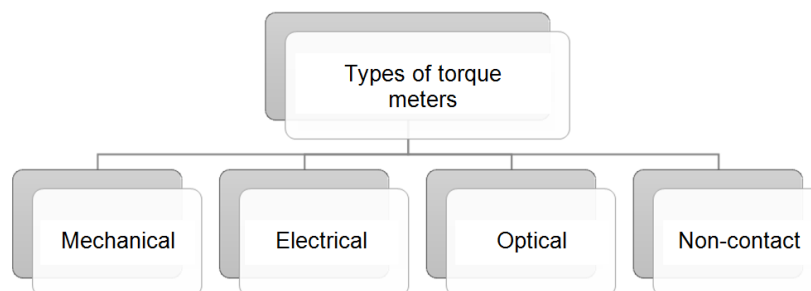 Types of torque
meters
Mechanical
Electrical
Optical
Non-contact